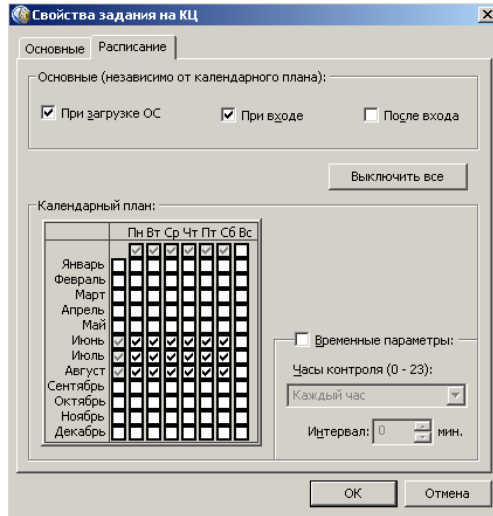 Свойства задания на КЦ
Основные Расписание
Основные (независимо от календарного плана):
При загрузке ОС При входе После входа
Выключить все
Календарный план:
Пн Вт Ср Чт Пт Сб Вс
Январь
Февраль
Март
Апрель
Май
Июнь
Июль
Август
Сентябрь
Октябрь
Ноябрь
Декабрь
Временные параметры:
Часы контроля (0 - 23):
Каждый час
Интервал: 0 мин.
ОК Отмена